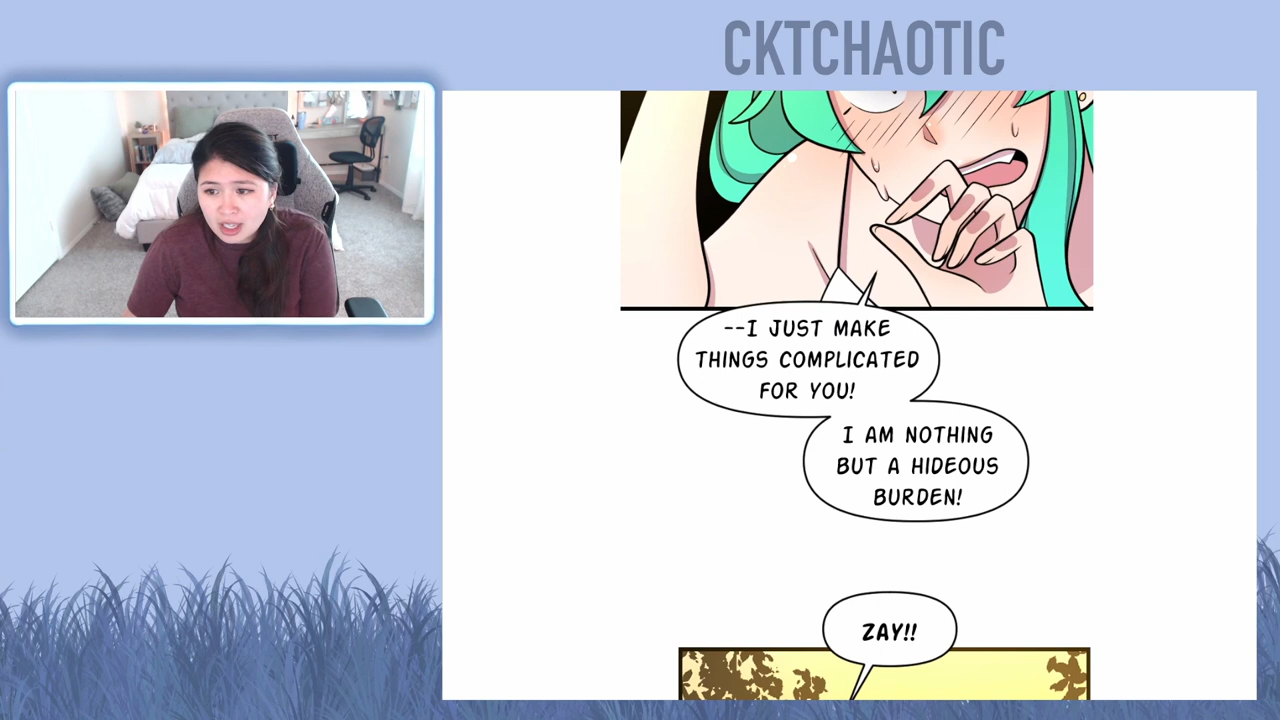 CKTCHAOTIC
--I JUST MAKE
THINGS COMPLICATED
FOR YOU!
I AM NOTHING
BUT A HIDEOUS
BURDEN!
ZAY!!